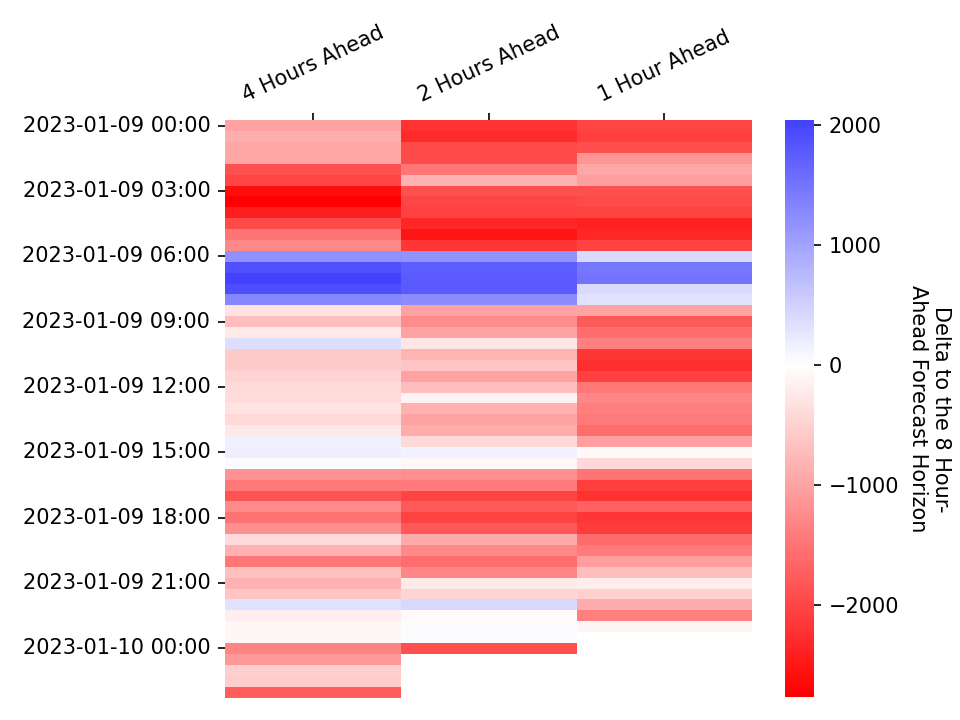 4 Hours Ahead
2 Hours Ahead
1 Hour Ahead
2023-01-09 00:00
2023-01-09 03:00
2023-01-09 06:00
2023-01-09 09:00
2023-01-09 12:00
2023-01-09 15:00
2023-01-09 18:00
2023-01-09 21:00
2023-01-10 00:00
2000
1000
0
−1000
−2000
Delta to the 8 Hour-
Ahead Forecast Horizon